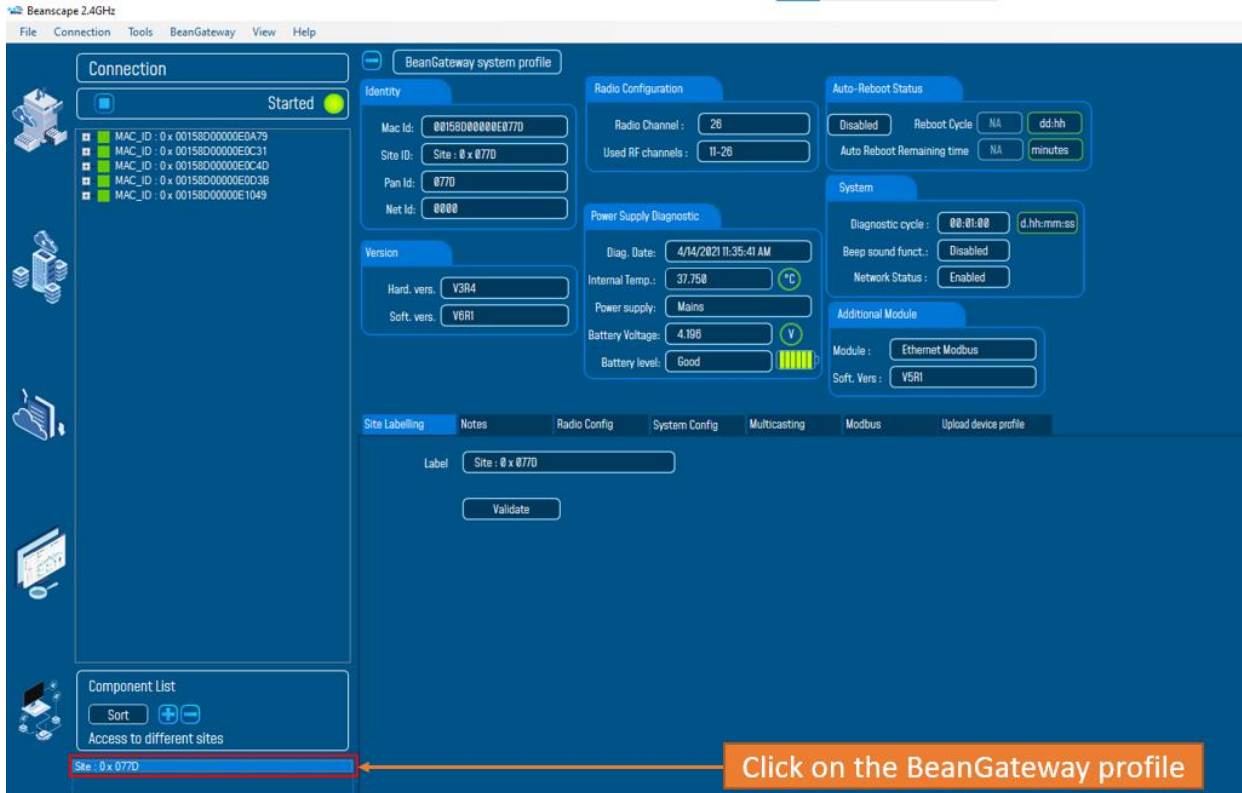 Beanscape 2.4GHz
File Connection Tools BeanGateway View Help
Connection
Started
MAC_ID : 0 x 00158D00000E0A79
MAC_ID : 0 x 00158D00000E0C31
MAC_ID : 0 x 00158D00000E0C4D
MAC_ID : 0 x 00158D00000E0D3B
MAC_ID : 0 x 00158D00000E1049
Component List
Sort
Access to different sites
Site : 0 x 077D
BeanGateway system profile
Identity
Mac Id: 00158D00000E077D
Site ID: Site : 0 x 077D
Pan Id: 077D
Net Id: 0000
Version
Hard. vers. V3R4
Soft. vers. V6R1
Radio Configuration
Radio Channel : 26
Used RF channels : 11-26
Power Supply Diagnostic
Diag. Date: 4/14/2021 11:35:41 AM
Internal Temp.: 37.750 °C
Power supply: Mains
Battery Voltage: 4.196 V
Battery level: Good
Auto-Reboot Status
Disabled Reboot Cycle NA dd:hh
Auto Reboot Remaining time NA minutes
System
Diagnostic cycle : 00:01:00 d.hh:mm:ss
Beep sound funct.: Disabled
Network Status : Enabled
Additional Module
Module : Ethernet Modbus
Soft. Vers : V5R1
Site Labelling Notes Radio Config System Config Multicasting Modbus Upload device profile
Label Site : 0 x 077D
Validate
Click on the BeanGateway profile